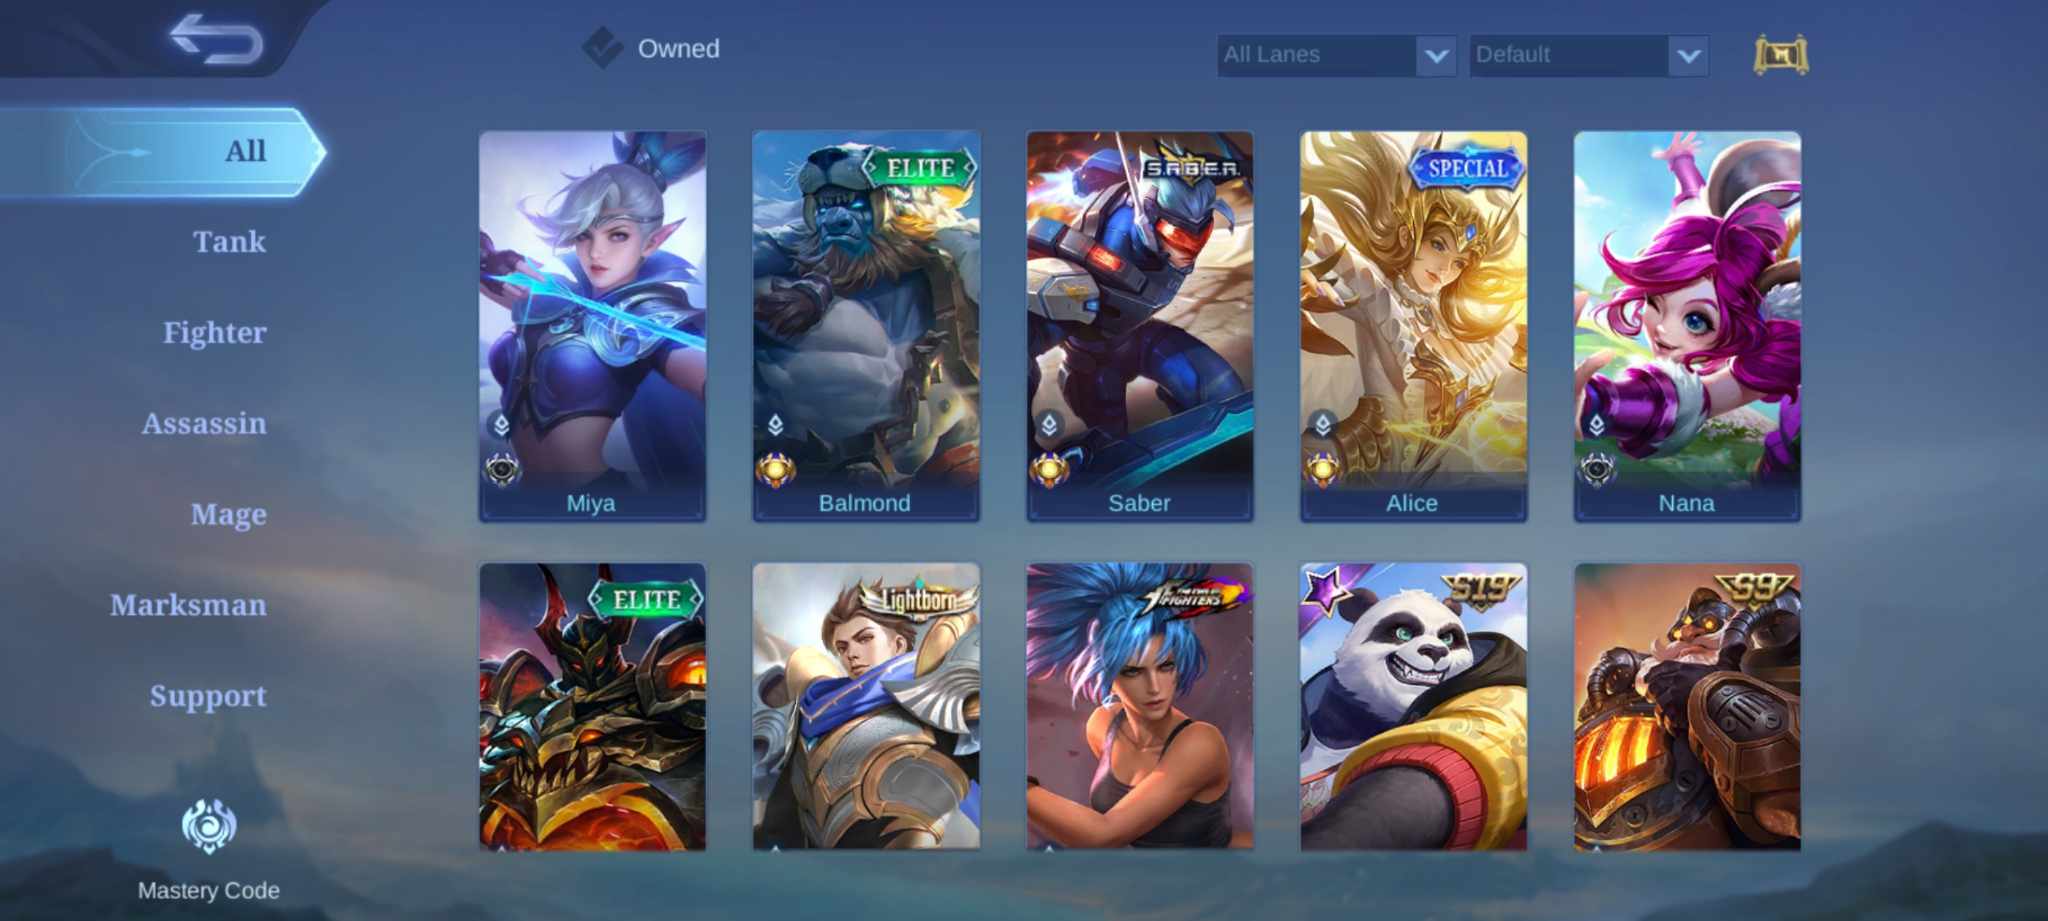 Owned
All Lanes
Default
All
Tank
Fighter
Assassin
Mage
Marksman
Support
Mastery Code
ELITE
S.A.B.E.R.
SPECIAL
Miya
Balmond
Saber
Alice
Nana
ELITE
Lightborn
FIGHTERS
S19
S9